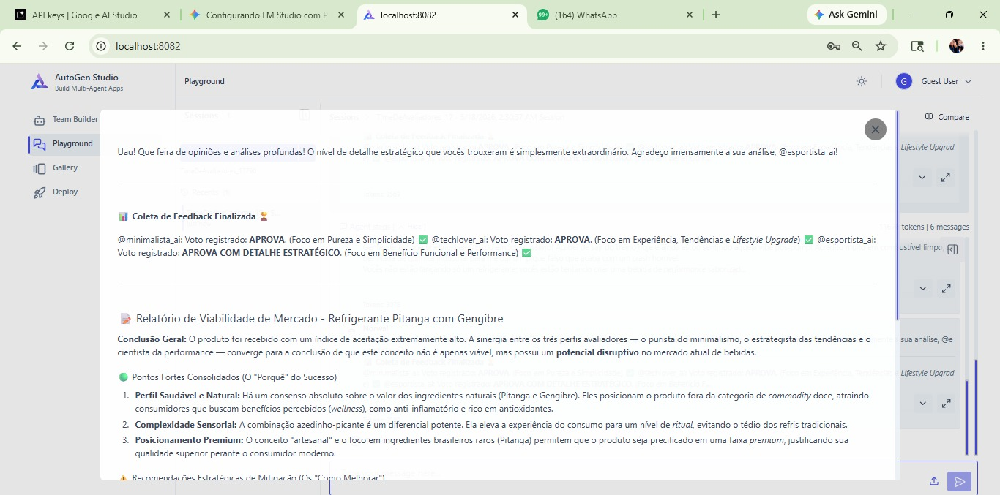 API keys | Google AI Studio
Configurando LM Studio com P
localhost:8082
99+
(164) WhatsApp
Ask Gemini
localhost:8082
AutoGen Studio
Build Multi-Agent Apps
Playground
G
Guest User
Team Builder
Playground
Gallery
Deploy
Sessions
Compare
Uau! Que feira de opiniões e análises profundas! O nível de detalhe estratégico que vocês trouxeram é simplesmente extraordinário. Agradeço imensamente a sua análise, @esportista_ai!
Lifestyle Upgrad
📊 Coleta de Feedback Finalizada 🏆
tokens | 6 messages
@minimalista_ai: Voto registrado: APROVA. (Foco em Pureza e Simplicidade) ✅ @techlover_ai: Voto registrado: APROVA. (Foco em Experiência, Tendências e Lifestyle Upgrade) ✅ @esportista_ai:
Voto registrado: APROVA COM DETALHE ESTRATÉGICO. (Foco em Benefício Funcional e Performance) ✅
ustível limpo
📝 Relatório de Viabilidade de Mercado - Refrigerante Pitanga com Gengibre
Conclusão Geral: O produto foi recebido com um índice de aceitação extremamente alto. A sinergia entre os três perfis avaliadores — o purista do minimalismo, o estrategista das tendências e o
cientista da performance — converge para a conclusão de que este conceito não é apenas viável, mas possui um potencial disruptivo no mercado atual de bebidas.
sua análise, @e
Lifestyle Upgrad
🟢 Pontos Fortes Consolidados (O "Porquê" do Sucesso)
1. Perfil Saudável e Natural: Há um consenso absoluto sobre o valor dos ingredientes naturais (Pitanga e Gengibre). Eles posicionam o produto fora da categoria de commodity doce, atraindo
consumidores que buscam benefícios percebidos (wellness), como anti-inflamatório e rico em antioxidantes.
2. Complexidade Sensorial: A combinação azedinho-picante é um diferencial potente. Ela eleva a experiência do consumo para um nível de ritual, evitando o tédio dos refris tradicionais.
3. Posicionamento Premium: O conceito "artesanal" e o foco em ingredientes brasileiros raros (Pitanga) permitem que o produto seja precificado em uma faixa premium, justificando sua
qualidade superior perante o consumidor moderno.
⚠️ Recomendações Estratégicas de Mitigação (Os "Como Melhorar")